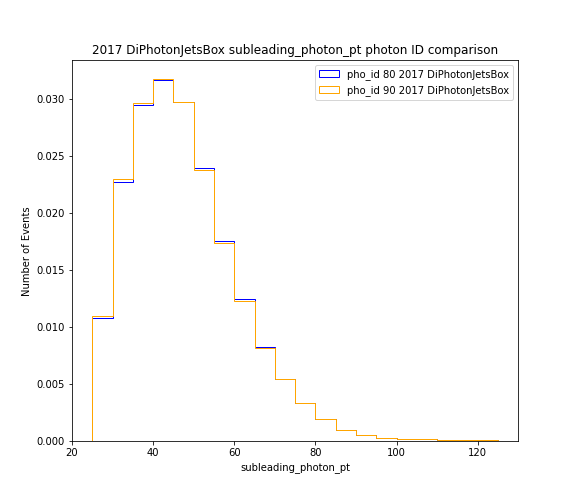 2017 DiPhotonJetsBox subleading_photon_pt photon ID comparison
pho_id 80 2017 DiPhotonJetsBox
pho_id 90 2017 DiPhotonJetsBox
Number of Events
0.030
0.025
0.020
0.015
0.010
0.005
0.000
20 40 60 80 100 120
subleading_photon_pt